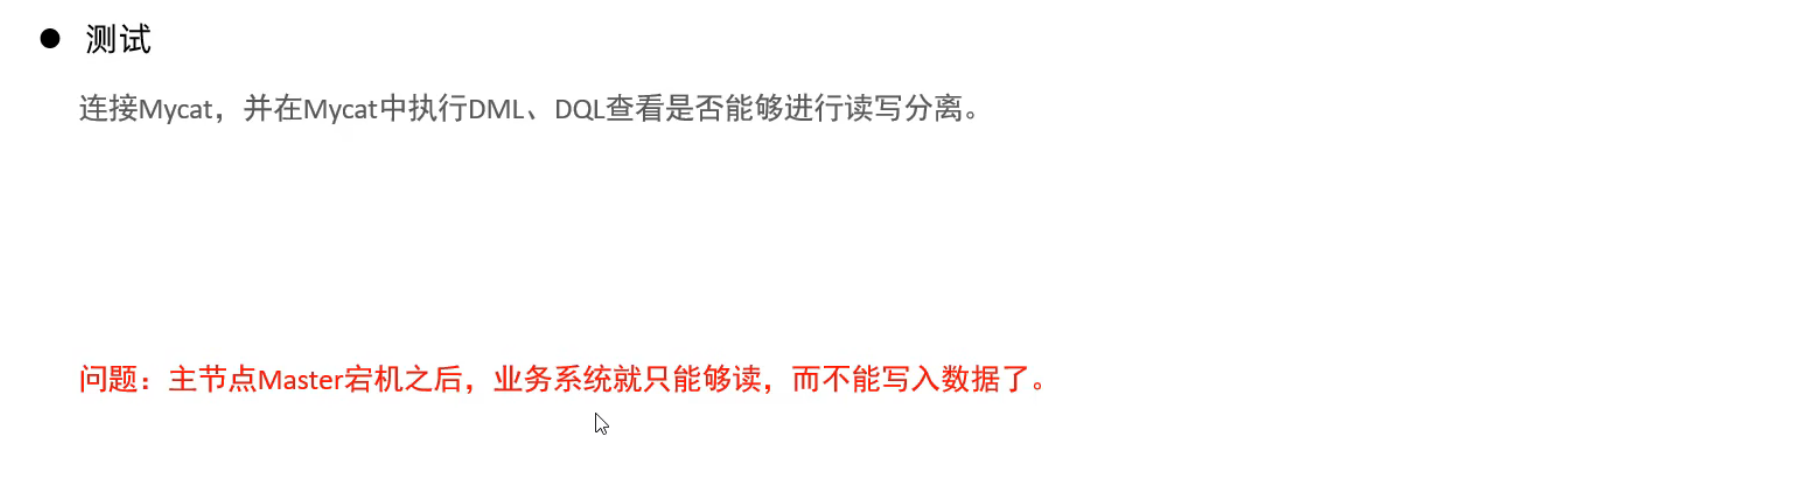 测试
连接Mycat，并在Mycat中执行DML、DQL查看是否能够进行读写分离。
问题：主节点Master宕机之后，业务系统就只能够读，而不能写入数据了。